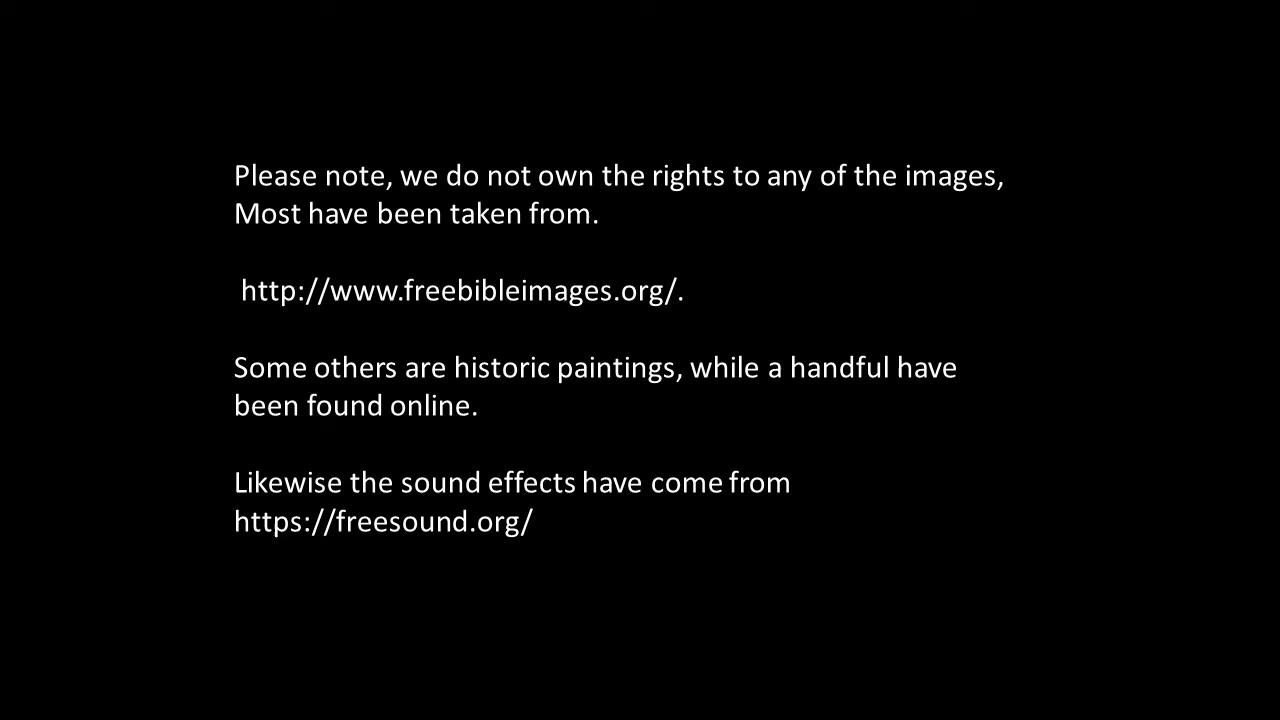 Please note, we do not own the rights to any of the images,
Most have been taken from.
http://www.freebibleimages.org/.
Some others are historic paintings, while a handful have
been found online.
Likewise the sound effects have come from
https://freesound.org/